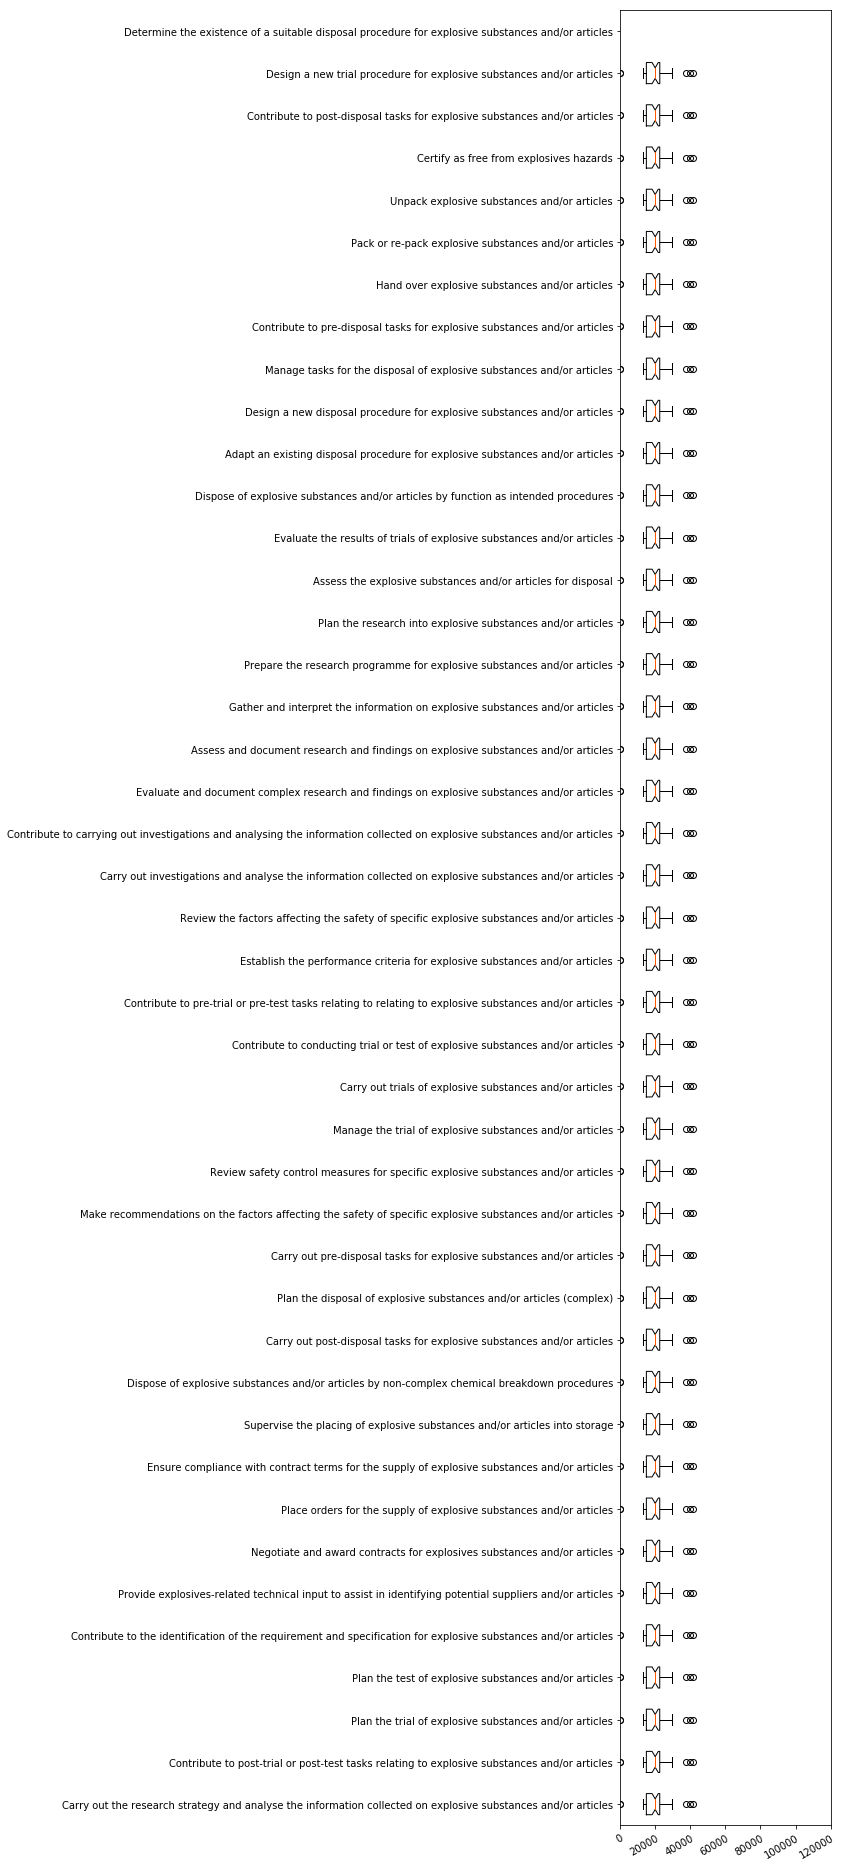 Determine the existence of a suitable disposal procedure for explosive substances and/or articles
Design a new trial procedure for explosive substances and/or articles
Contribute to post-disposal tasks for explosive substances and/or articles
Certify as free from explosives hazards
Unpack explosive substances and/or articles
Pack or re-pack explosive substances and/or articles
Hand over explosive substances and/or articles
Contribute to pre-disposal tasks for explosive substances and/or articles
Manage tasks for the disposal of explosive substances and/or articles
Design a new disposal procedure for explosive substances and/or articles
Adapt an existing disposal procedure for explosive substances and/or articles
Dispose of explosive substances and/or articles by function as intended procedures
Evaluate the results of trials of explosive substances and/or articles
Assess the explosive substances and/or articles for disposal
Plan the research into explosive substances and/or articles
Prepare the research programme for explosive substances and/or articles
Gather and interpret the information on explosive substances and/or articles
Assess and document research and findings on explosive substances and/or articles
Evaluate and document complex research and findings on explosive substances and/or articles
Contribute to carrying out investigations and analysing the information collected on explosive substances and/or articles
Carry out investigations and analyse the information collected on explosive substances and/or articles
Review the factors affecting the safety of specific explosive substances and/or articles
Establish the performance criteria for explosive substances and/or articles
Contribute to pre-trial or pre-test tasks relating to relating to explosive substances and/or articles
Contribute to conducting trial or test of explosive substances and/or articles
Carry out trials of explosive substances and/or articles
Manage the trial of explosive substances and/or articles
Review safety control measures for specific explosive substances and/or articles
Make recommendations on the factors affecting the safety of specific explosive substances and/or articles
Carry out pre-disposal tasks for explosive substances and/or articles
Plan the disposal of explosive substances and/or articles (complex)
Carry out post-disposal tasks for explosive substances and/or articles
Dispose of explosive substances and/or articles by non-complex chemical breakdown procedures
Supervise the placing of explosive substances and/or articles into storage
Ensure compliance with contract terms for the supply of explosive substances and/or articles
Place orders for the supply of explosive substances and/or articles
Negotiate and award contracts for explosives substances and/or articles
Provide explosives-related technical input to assist in identifying potential suppliers and/or articles
Contribute to the identification of the requirement and specification for explosive substances and/or articles
Plan the test of explosive substances and/or articles
Plan the trial of explosive substances and/or articles
Contribute to post-trial or post-test tasks relating to explosive substances and/or articles
Carry out the research strategy and analyse the information collected on explosive substances and/or articles
0 20000 40000 60000 80000 100000 120000